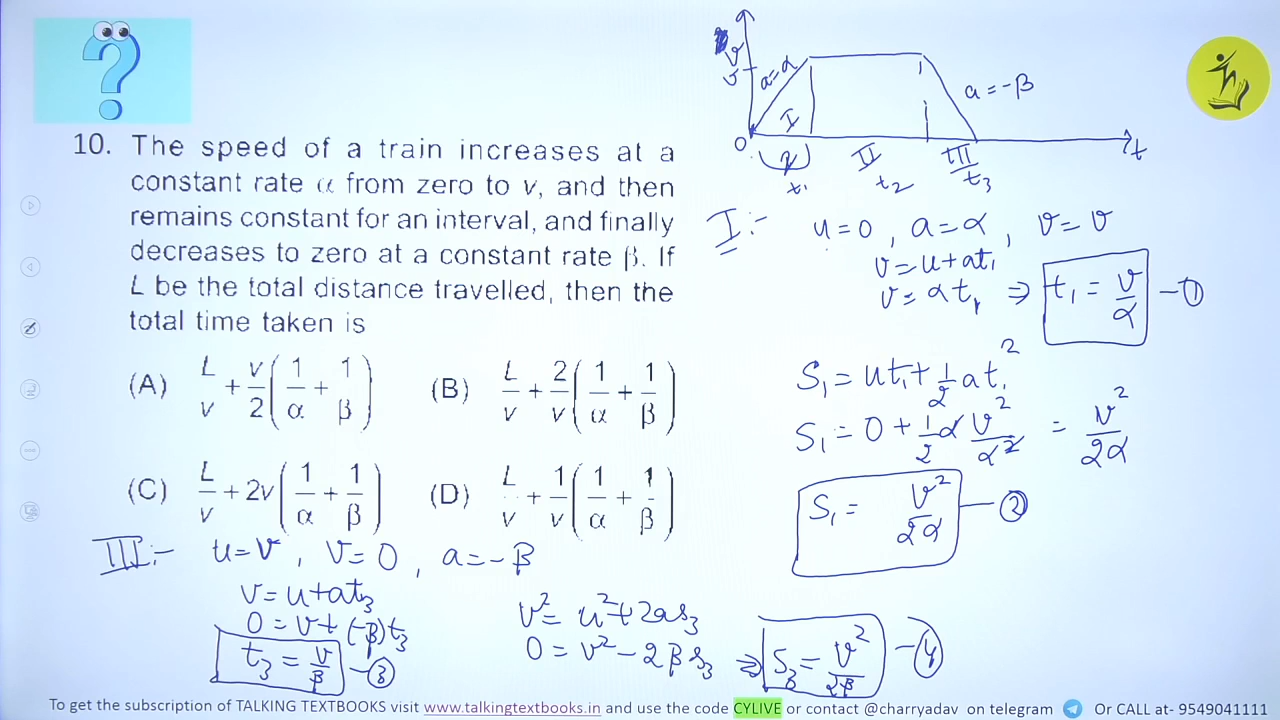 10. The speed of a train increases at a
constant rate α from zero to v, and then
remains constant for an interval, and finally
decreases to zero at a constant rate β. If
L be the total distance travelled, then the
total time taken is
(A) L/v + v/2 (1/α + 1/β)
(B) L/v + 2/v (1/α + 1/β)
(C) L/v + 2v (1/α + 1/β)
(D) L/v + 1/v (1/α + 1/β)
III:- u=v, v=0, a=-β
v=u+at₃
0=v+(-β)t₃
t₃ = v/β -③
v²= u²+2as₃
0=v²-2βs₃ ⇒ S₃= v²/2β -④
v
v
a=α
a=-β
O
I
II
III
t
t₁
t₂
t₃
I:- u=0, a=α, v=v
v=u+at₁
v=αt₁ ⇒ t₁ = v/α -①
S₁ = ut₁+½at₁²
S₁ = 0+½α v²/α² = v²/2α
S₁ = v²/2α -②
To get the subscription of TALKING TEXTBOOKS visit www.talkingtextbooks.in and use the code CYLIVE or contact @charryadav on telegram Or CALL at- 9549041111